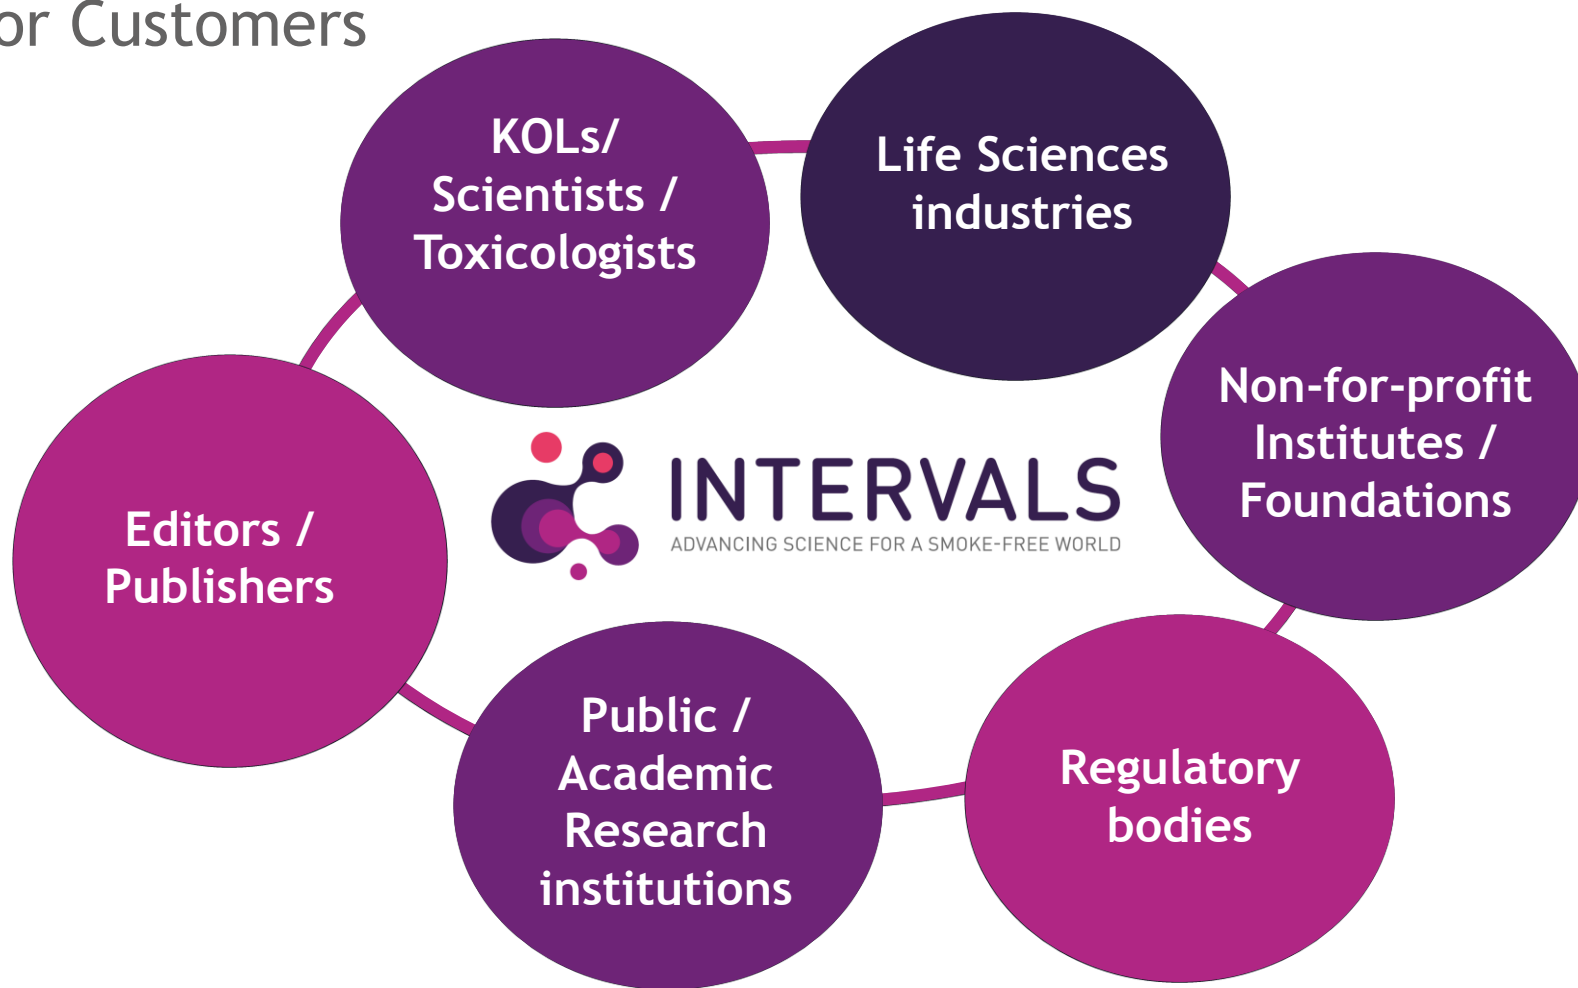 or Customers
KOLs/
Scientists /
Toxicologists
Life Sciences
industries
Non-for-profit
Institutes /
Foundations
INTERVALS
ADVANCING SCIENCE FOR A SMOKE-FREE WORLD
Editors /
Publishers
Public /
Academic
Research
institutions
Regulatory
bodies